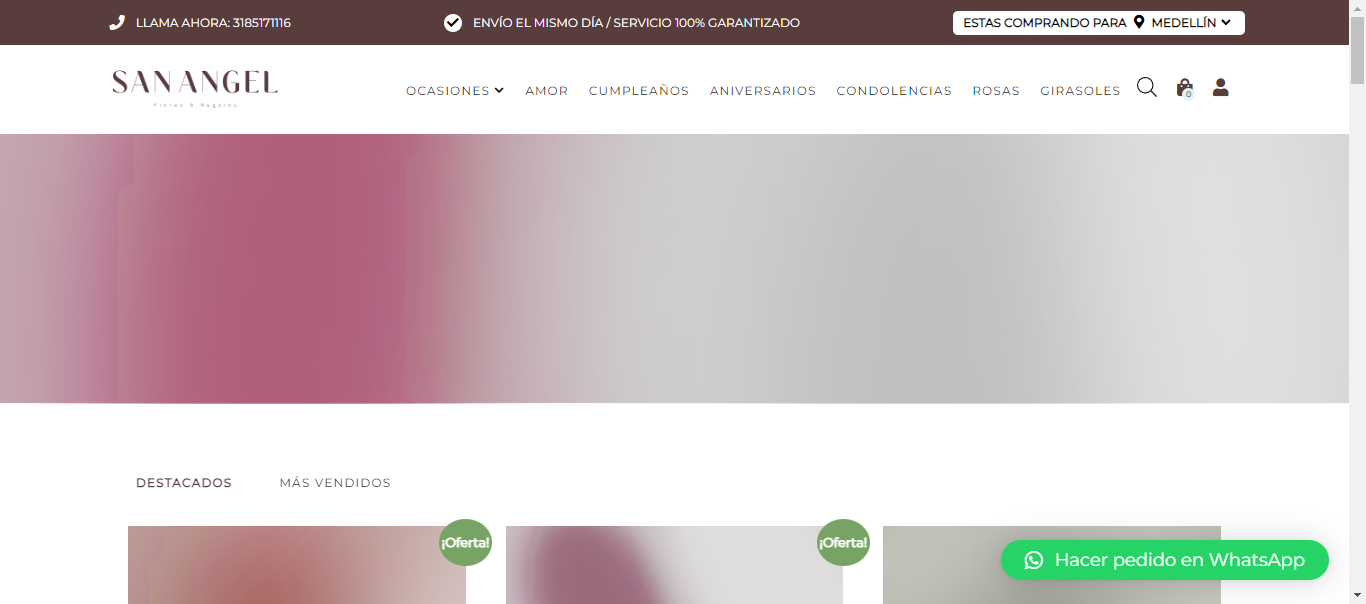 LLAMA AHORA: 3185171116
ENVÍO EL MISMO DÍA / SERVICIO 100% GARANTIZADO
ESTAS COMPRANDO PARA MEDELLÍN
SAN ANGEL
Flores & Regalos
OCASIONES AMOR CUMPLEAÑOS ANIVERSARIOS CONDOLENCIAS ROSAS GIRASOLES
0
DESTACADOS MÁS VENDIDOS
¡Oferta! ¡Oferta!
Hacer pedido en WhatsApp